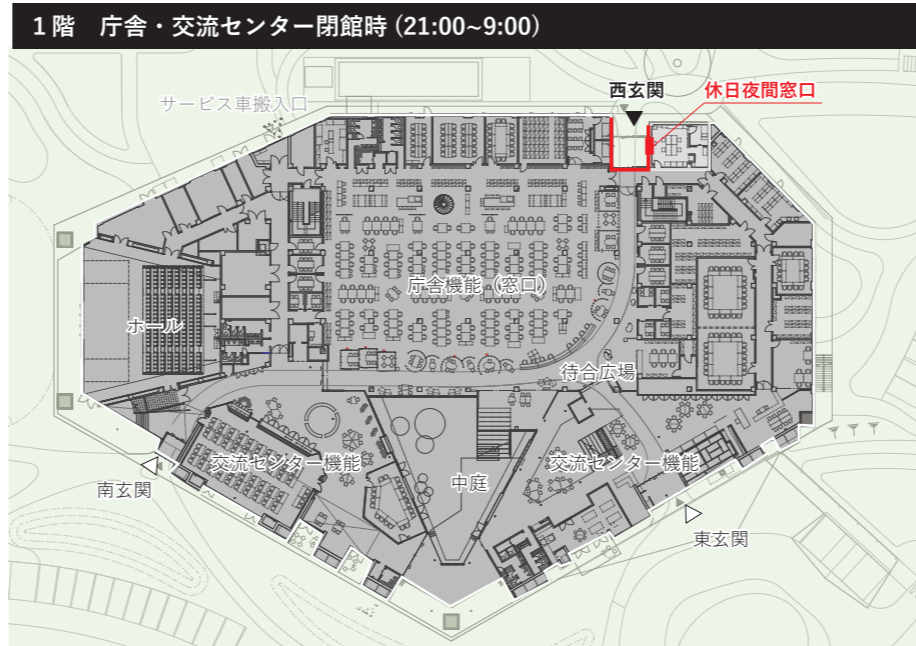 1階 庁舎・交流センター閉館時 (21:00~9:00)
西玄関
休日夜間窓口
サービス車搬入口
庁舎機能（窓口）
ホール
待合広場
交流センター機能
中庭
交流センター機能
南玄関
東玄関